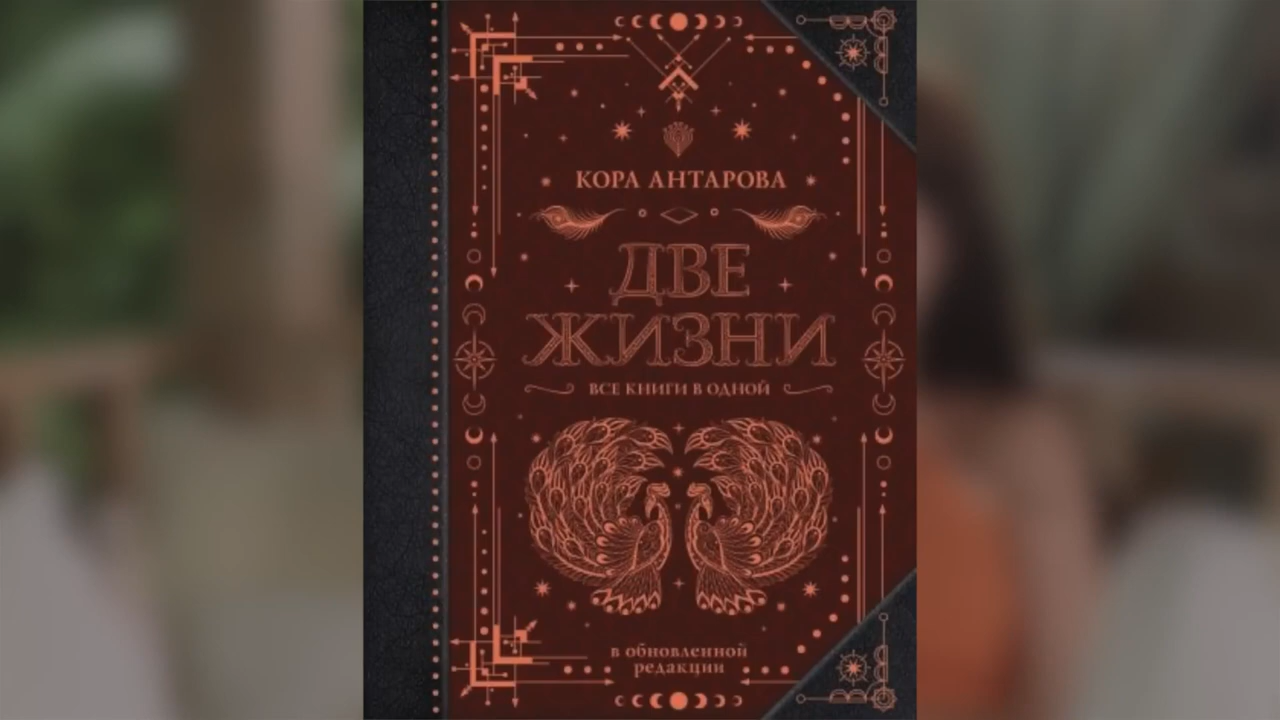 КОРА АНТАРОВА
ДВЕ
ЖИЗНИ
ВСЕ КНИГИ В ОДНОЙ
в обновленной
редакции